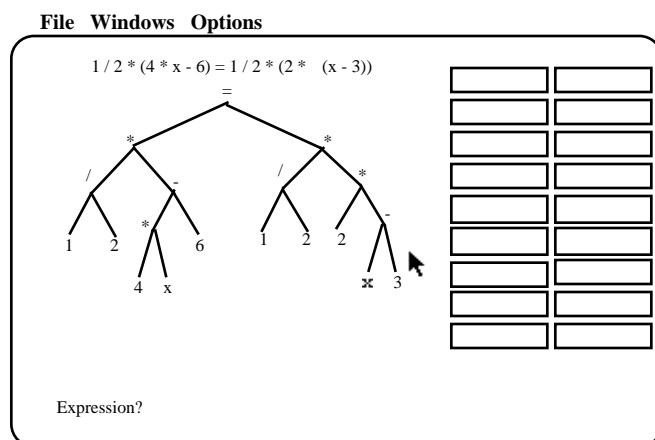 File Windows Options
1 / 2 * (4 * x - 6) = 1 / 2 * (2 * (x - 3))
=
* *
/ - / *
1 2 * 6 1 2 2 -
4 x x 3
Expression?